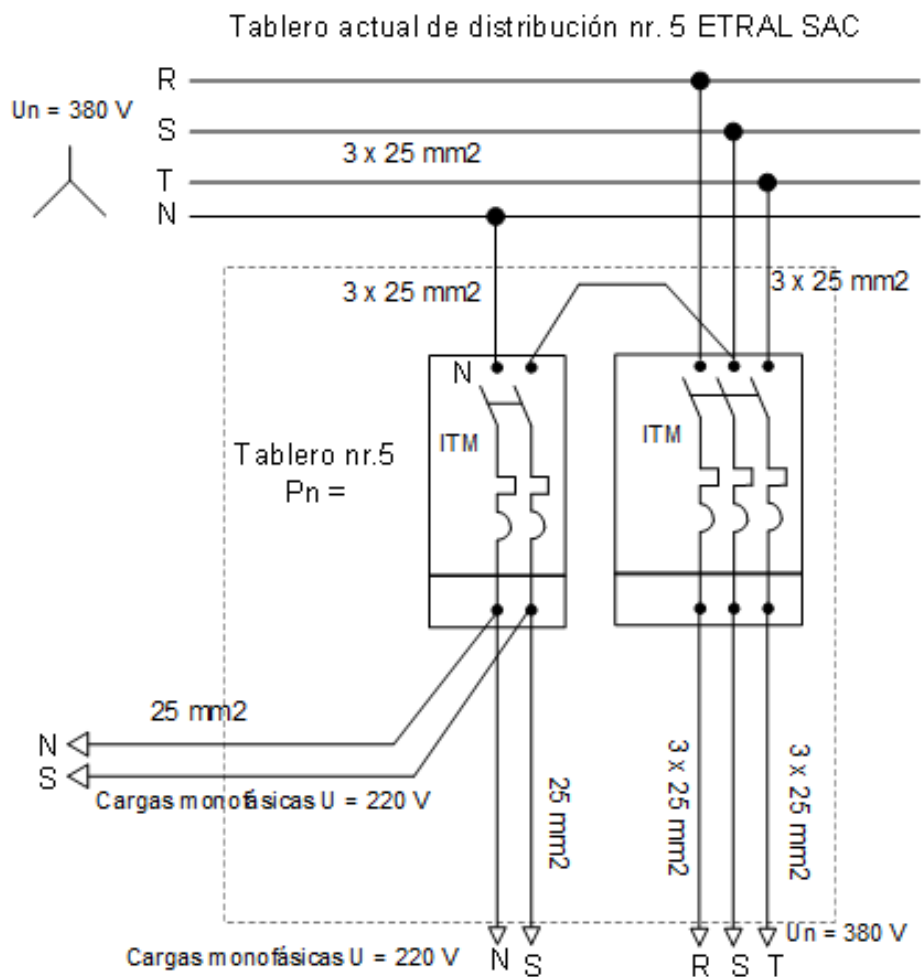 Tablero actual de distribución nr. 5 ETRAL SAC
R
Un = 380 V
S
3 x 25 mm2
T
N
3 x 25 mm2
3 x 25 mm2
N
ITM
ITM
Tablero nr.5
Pn =
25 mm2
N
S
Cargas monofásicas U = 220 V
25 mm2
3 x 25 mm2
3 x 25 mm2
Un = 380 V
Cargas monofásicas U = 220 V
N
S
R
S
T